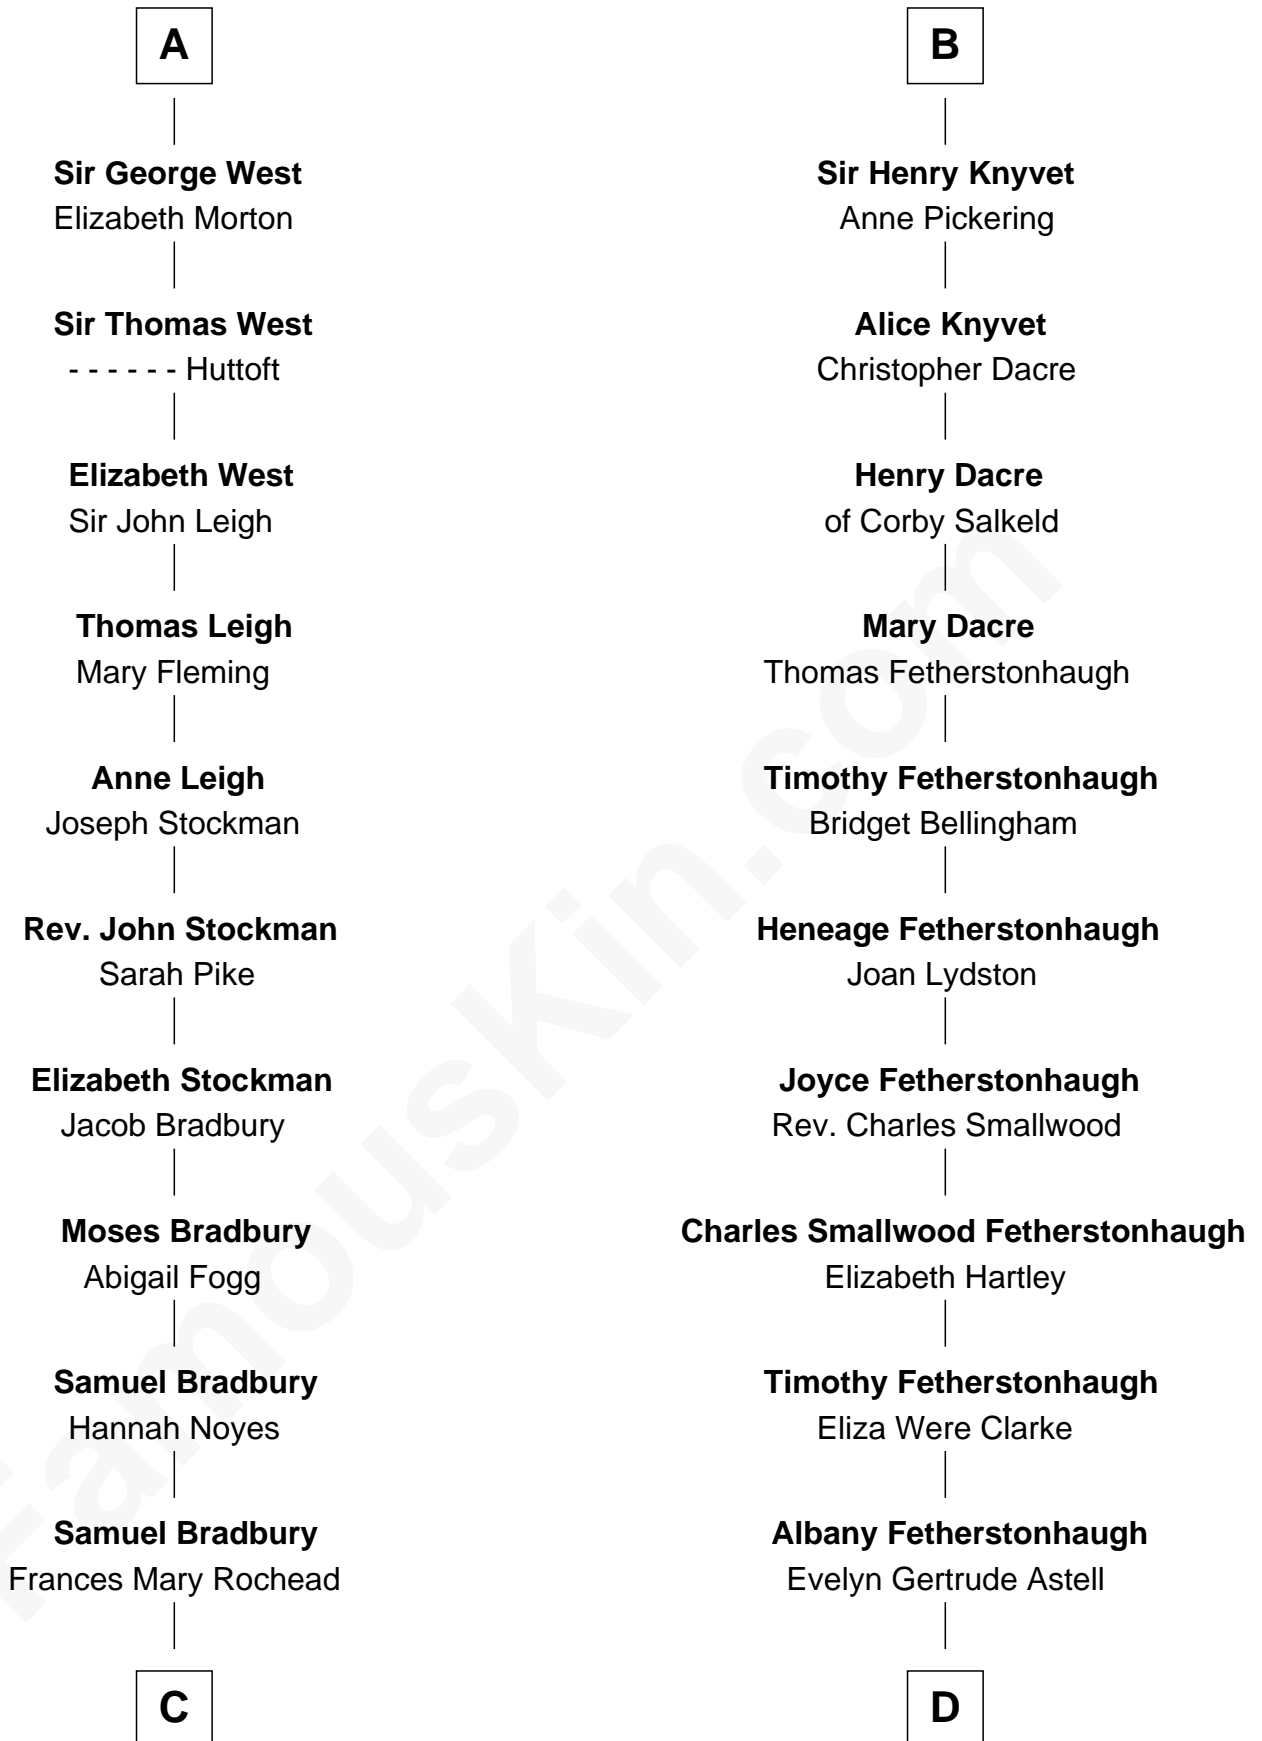 A
Sir George West
Elizabeth Morton
Sir Thomas West
- - - - - - Huttoft
Elizabeth West
Sir John Leigh
Thomas Leigh
Mary Fleming
Anne Leigh
Joseph Stockman
Rev. John Stockman
Sarah Pike
Elizabeth Stockman
Jacob Bradbury
Moses Bradbury
Abigail Fogg
Samuel Bradbury
Hannah Noyes
Samuel Bradbury
Frances Mary Rochead
C
B
Sir Henry Knyvet
Anne Pickering
Alice Knyvet
Christopher Dacre
Henry Dacre
of Corby Salkeld
Mary Dacre
Thomas Fetherstonhaugh
Timothy Fetherstonhaugh
Bridget Bellingham
Heneage Fetherstonhaugh
Joan Lydston
Joyce Fetherstonhaugh
Rev. Charles Smallwood
Charles Smallwood Fetherstonhaugh
Elizabeth Hartley
Timothy Fetherstonhaugh
Eliza Were Clarke
Albany Fetherstonhaugh
Evelyn Gertrude Astell
D
FamousKin.com